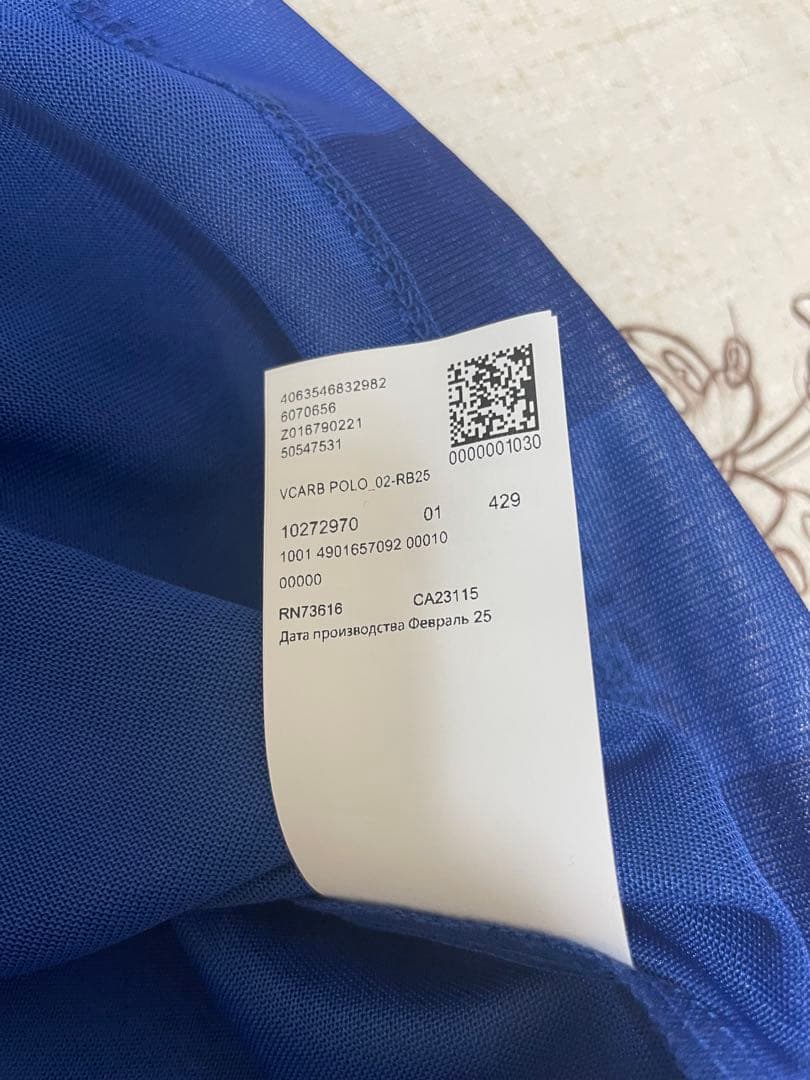 4063546832982
6070656
Z016790221
50547531
0000001030
VCARB POLO_02-RB25
10272970 01 429
1001 4901657092 00010
00000
RN73616 CA23115
Дата производства Февраль 25